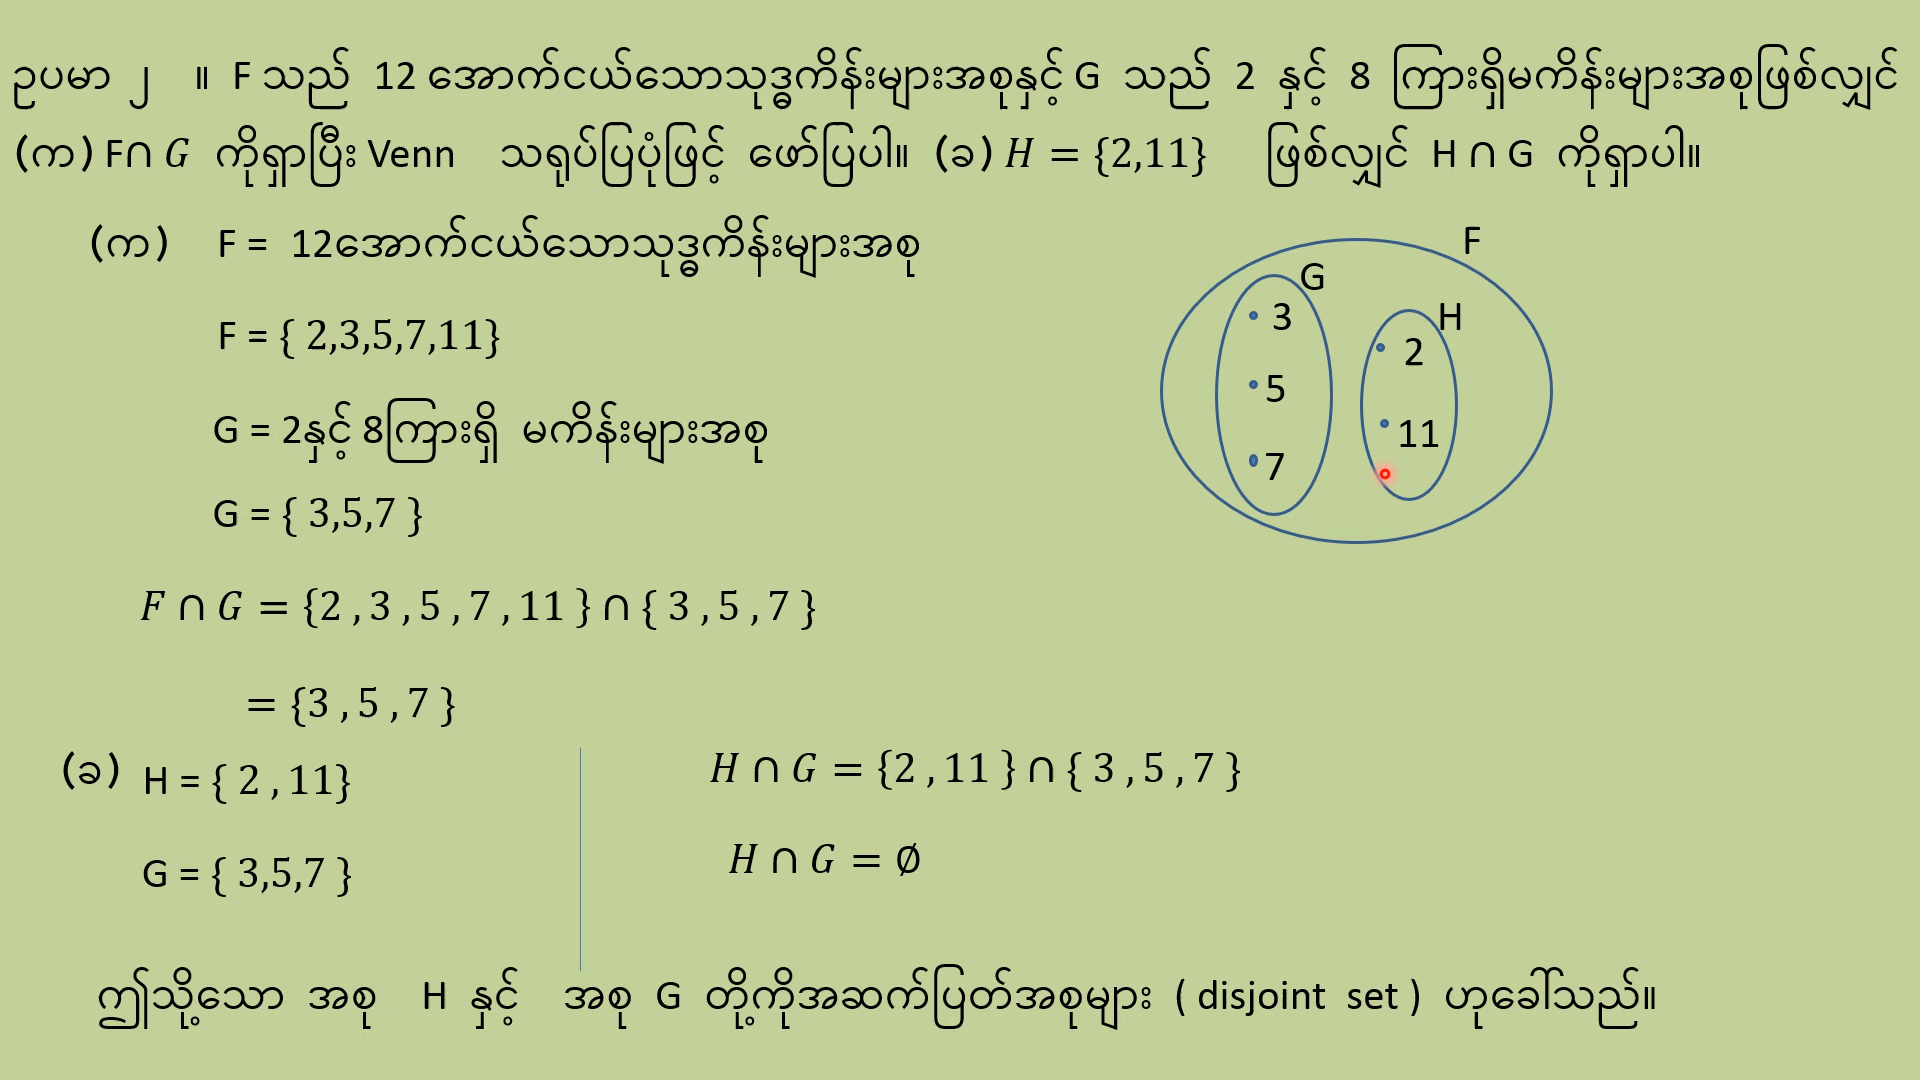 ဥပမာ ၂ ။ F သည် 12 အောက်ငယ်သောသုဒ္ဓကိန်းများအစုနှင့် G သည် 2 နှင့် 8 ကြားရှိမကိန်းများအစုဖြစ်လျှင်
(က) F∩ G ကိုရှာပြီး Venn သရုပ်ပြပုံဖြင့် ဖော်ပြပါ။ (ခ) H = {2,11} ဖြစ်လျှင် H ∩ G ကိုရှာပါ။
(က) F = 12အောက်ငယ်သောသုဒ္ဓကိန်းများအစု
F = { 2,3,5,7,11}
G = 2နှင့် 8ကြားရှိ မကိန်းများအစု
G = { 3,5,7 }
F ∩ G = {2 , 3 , 5 , 7 , 11 } ∩ { 3 , 5 , 7 }
= {3 , 5 , 7 }
F
G
H
3
2
5
11
7
(ခ) H = { 2 , 11}
G = { 3,5,7 }
H ∩ G = {2 , 11 } ∩ { 3 , 5 , 7 }
H ∩ G = ∅
ဤသို့သော အစု H နှင့် အစု G တို့ကိုအဆက်ပြတ်အစုများ ( disjoint set ) ဟုခေါ်သည်။